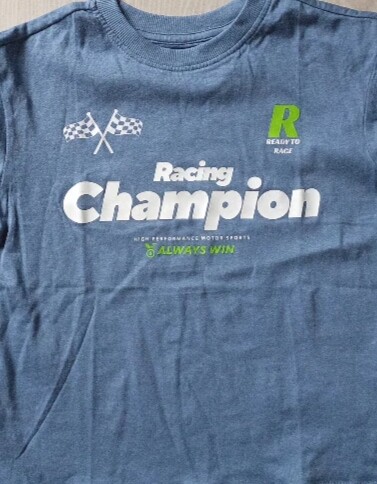 R
READY TO
RACE
Racing
Champion
HIGH PERFORMANCE MOTOR SPORTS
ALWAYS WIN